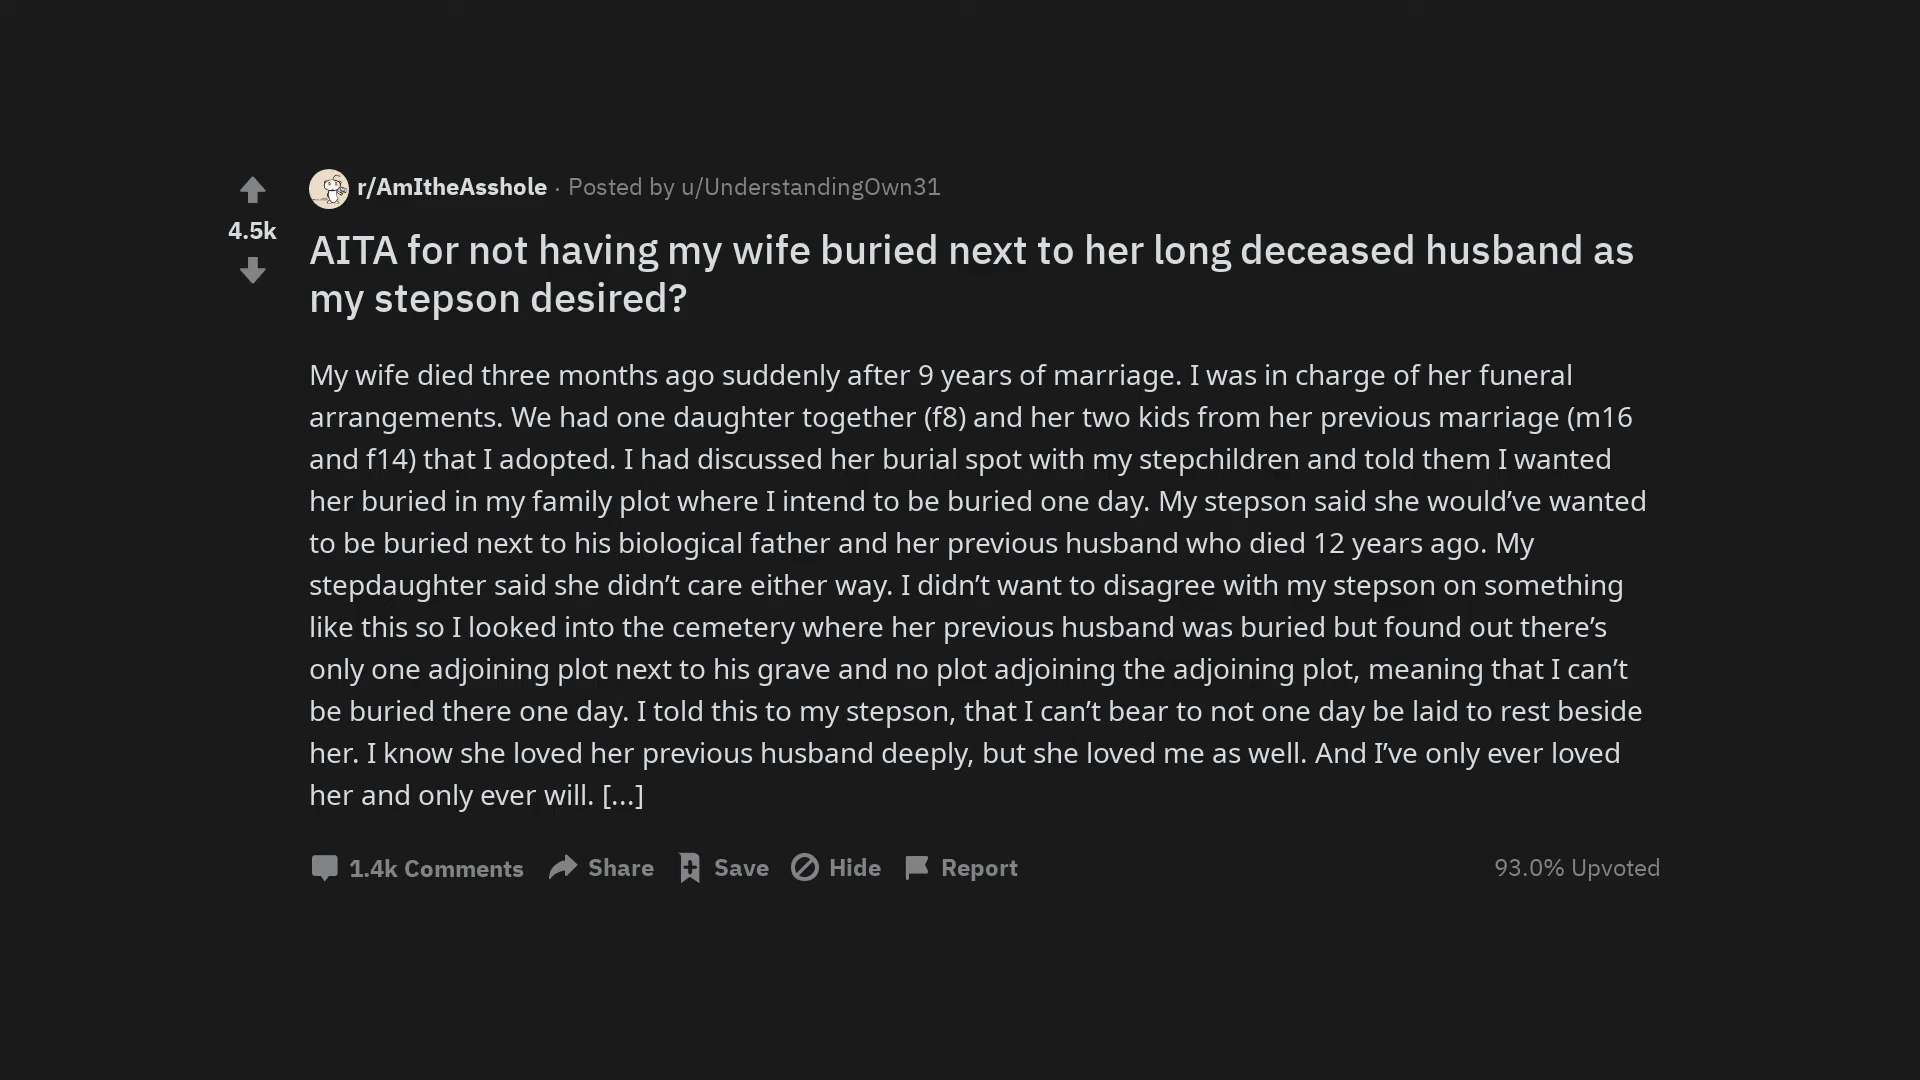 r/AmItheAsshole · Posted by u/UnderstandingOwn31
4.5k
AITA for not having my wife buried next to her long deceased husband as
my stepson desired?
My wife died three months ago suddenly after 9 years of marriage. I was in charge of her funeral
arrangements. We had one daughter together (f8) and her two kids from her previous marriage (m16
and f14) that I adopted. I had discussed her burial spot with my stepchildren and told them I wanted
her buried in my family plot where I intend to be buried one day. My stepson said she would’ve wanted
to be buried next to his biological father and her previous husband who died 12 years ago. My
stepdaughter said she didn’t care either way. I didn’t want to disagree with my stepson on something
like this so I looked into the cemetery where her previous husband was buried but found out there’s
only one adjoining plot next to his grave and no plot adjoining the adjoining plot, meaning that I can’t
be buried there one day. I told this to my stepson, that I can’t bear to not one day be laid to rest beside
her. I know she loved her previous husband deeply, but she loved me as well. And I’ve only ever loved
her and only ever will. [...]
1.4k Comments Share Save Hide Report 93.0% Upvoted